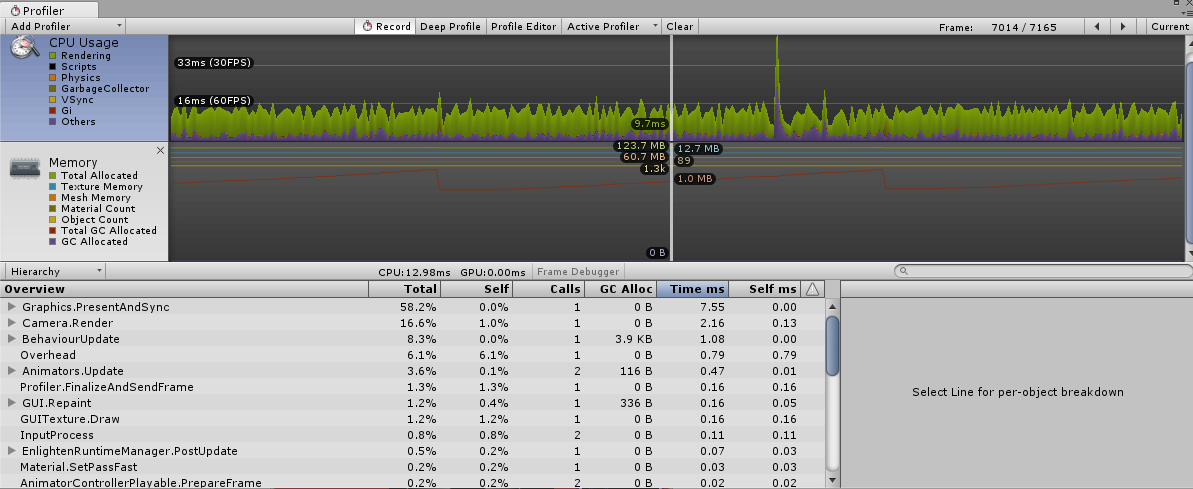 Profiler
Add Profiler Record Deep Profile Profile Editor Active Profiler Clear Frame: 7014 / 7165 Current
CPU Usage
Rendering
Scripts
Physics
GarbageCollector
VSync
Gi
Others
33ms (30FPS)
16ms (60FPS)
9.7ms
Memory
Total Allocated
Texture Memory
Mesh Memory
Material Count
Object Count
Total GC Allocated
GC Allocated
123.7 MB 12.7 MB
60.7 MB 89
1.3k
1.0 MB
0 B
Hierarchy CPU:12.98ms GPU:0.00ms Frame Debugger
Overview Total Self Calls GC Alloc Time ms Self ms
Graphics.PresentAndSync 58.2% 0.0% 1 0 B 7.55 0.00
Camera.Render 16.6% 1.0% 1 0 B 2.16 0.13
BehaviourUpdate 8.3% 0.0% 1 3.9 KB 1.08 0.00
Overhead 6.1% 6.1% 1 0 B 0.79 0.79
Animators.Update 3.6% 0.1% 2 116 B 0.47 0.01
Profiler.FinalizeAndSendFrame 1.3% 1.3% 1 0 B 0.16 0.16
GUI.Repaint 1.2% 0.4% 1 336 B 0.16 0.05
GUITexture.Draw 1.2% 1.2% 1 0 B 0.16 0.16
InputProcess 0.8% 0.8% 2 0 B 0.11 0.11
EnlightenRuntimeManager.PostUpdate 0.5% 0.2% 1 0 B 0.07 0.03
Material.SetPassFast 0.2% 0.2% 1 0 B 0.03 0.03
AnimatorControllerPlayable.PrepareFrame 0.2% 0.2% 2 0 B 0.02 0.02
Select Line for per-object breakdown